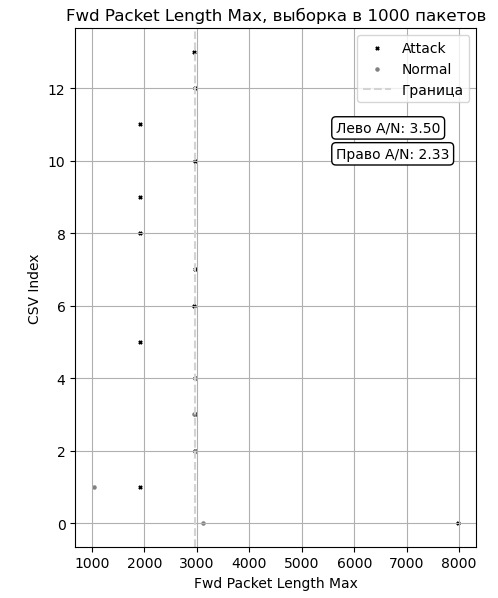 Fwd Packet Length Max, выборка в 1000 пакетов
Attack
Normal
Граница
Лево A/N: 3.50
Право A/N: 2.33
CSV Index
12
10
8
6
4
2
0
1000 2000 3000 4000 5000 6000 7000 8000
Fwd Packet Length Max